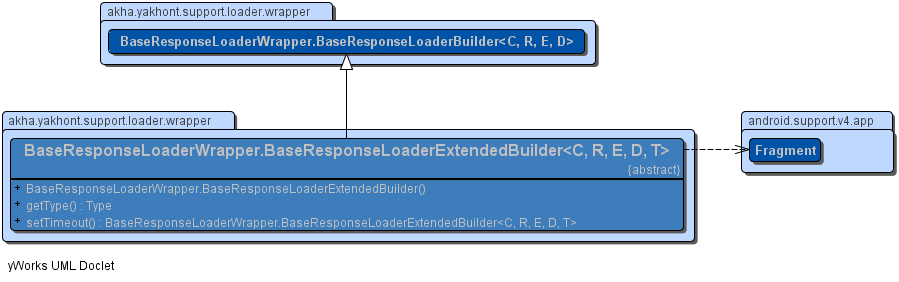 akha.yakhont.support.loader.wrapper
BaseResponseLoaderWrapper.BaseResponseLoaderBuilder<C, R, E, D>
akha.yakhont.support.loader.wrapper
android.support.v4.app
BaseResponseLoaderWrapper.BaseResponseLoaderExtendedBuilder<C, R, E, D, T>
Fragment
{abstract}
+ BaseResponseLoaderWrapper.BaseResponseLoaderExtendedBuilder()
+ getType() : Type
+ setTimeout() : BaseResponseLoaderWrapper.BaseResponseLoaderExtendedBuilder<C, R, E, D, T>
yWorks UML Doclet